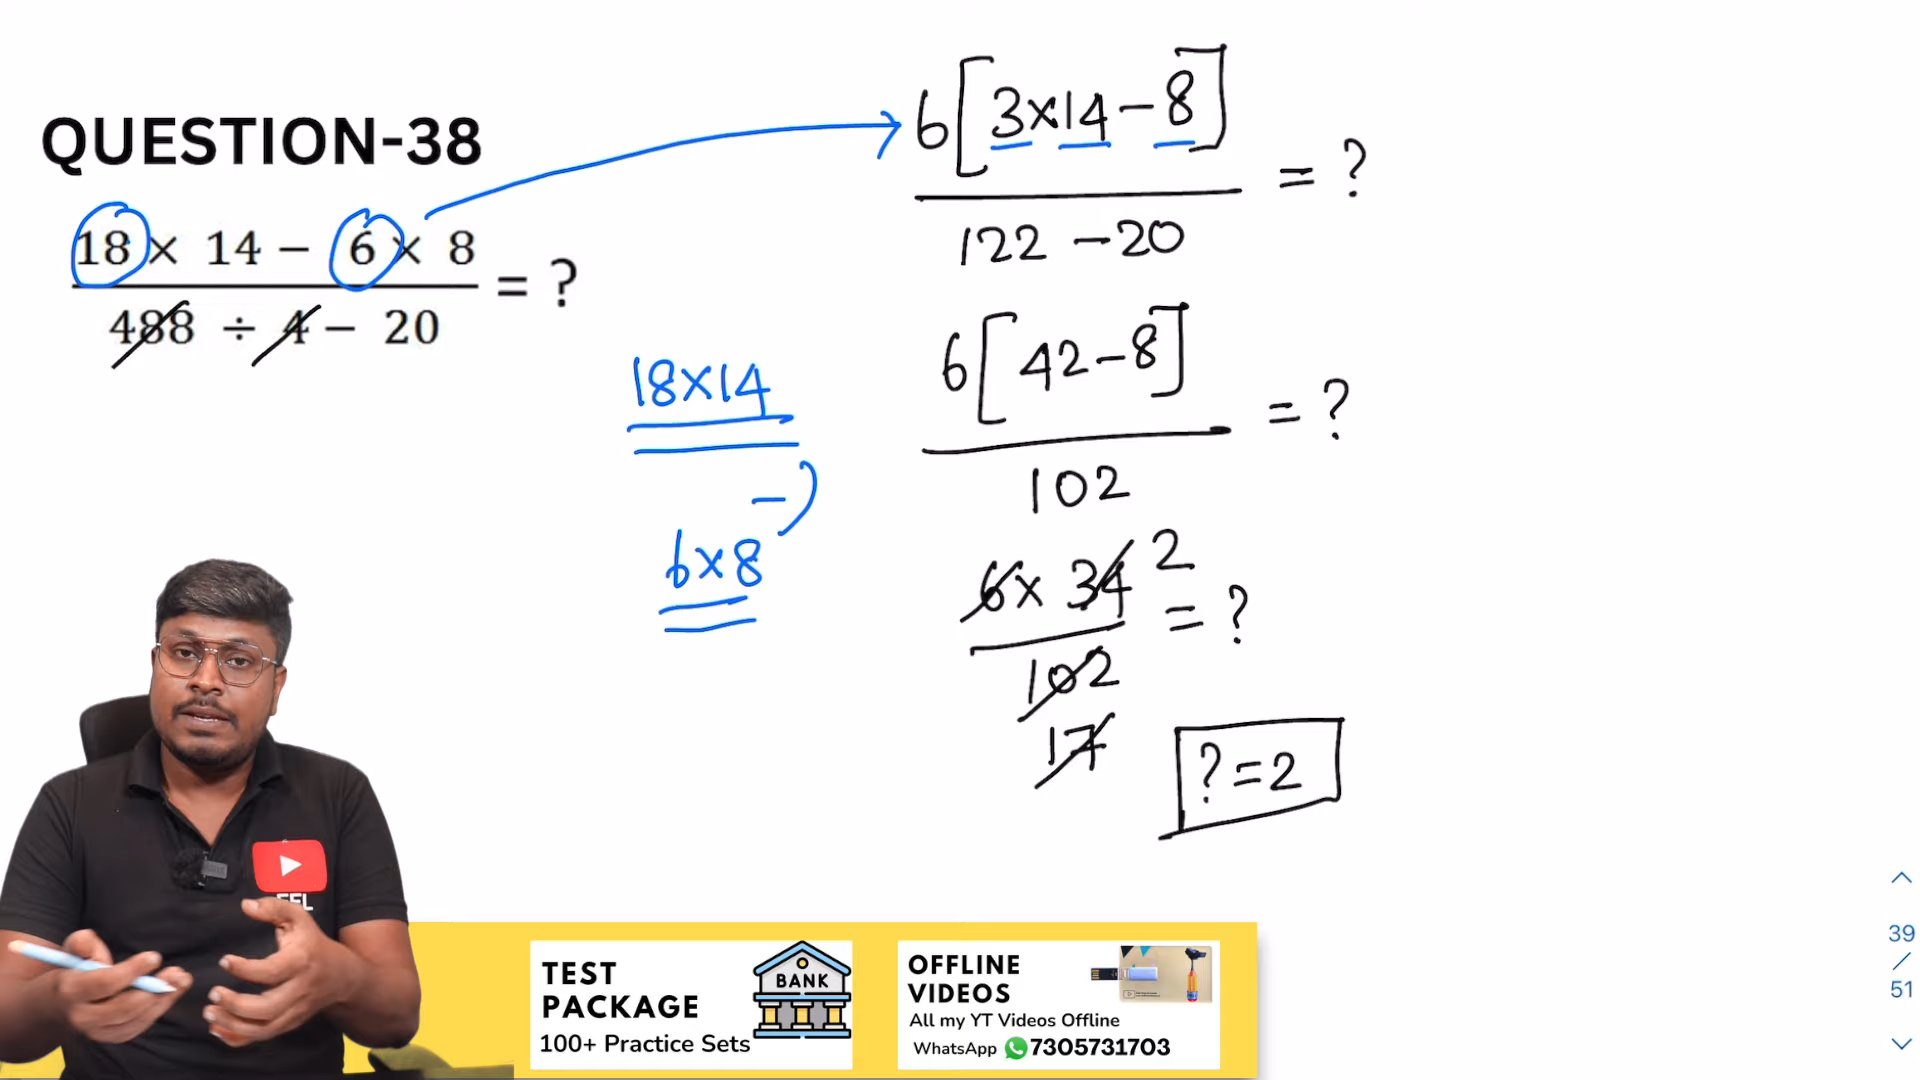 QUESTION-38
18 × 14 − 6 × 8
488 ÷ 4 − 20
= ?
18×14
−
6×8
6[3×14−8]
122−20
= ?
6[42−8]
102
= ?
6×34 2
102
= ?
17
?=2
TEST
PACKAGE
100+ Practice Sets
BANK
OFFLINE
VIDEOS
All my YT Videos Offline
WhatsApp 7305731703
39
/
51